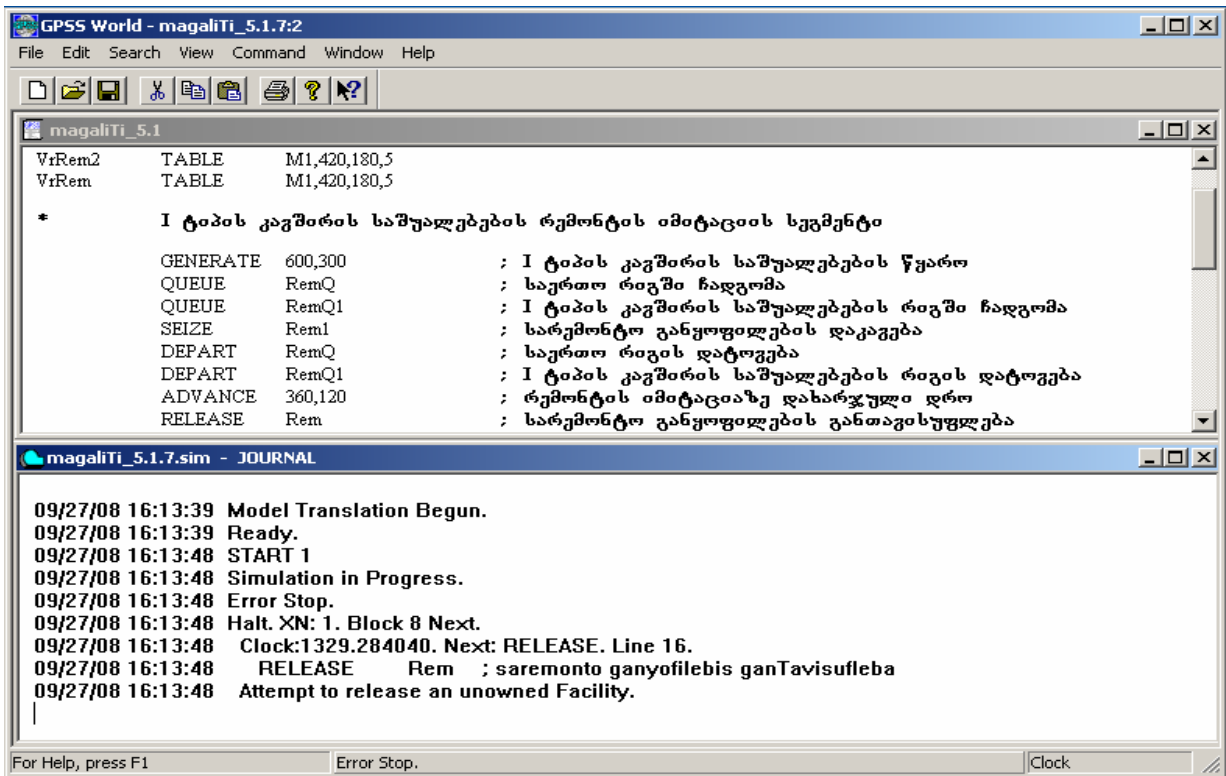 GPSS World - magaliTi_5.1.7:2
File Edit Search View Command Window Help
magaliTi_5.1
VrRem2 TABLE M1,420,180,5
VrRem TABLE M1,420,180,5
* I ტიპის კავშირის საშუალებების რემონტის იმიტაციის სეგმენტი
GENERATE 600,300 ; I ტიპის კავშირის საშუალებების წყარო
QUEUE RemQ ; საერთო რიგში ჩადგომა
QUEUE RemQ1 ; I ტიპის კავშირის საშუალებების რიგში ჩადგომა
SEIZE Rem1 ; სარემონტო განყოფილების დაკავება
DEPART RemQ ; საერთო რიგის დატოვება
DEPART RemQ1 ; I ტიპის კავშირის საშუალებების რიგის დატოვება
ADVANCE 360,120 ; რემონტის იმიტაციაზე დახარჯული დრო
RELEASE Rem ; სარემონტო განყოფილების განთავისუფლება
magaliTi_5.1.7.sim - JOURNAL
09/27/08 16:13:39 Model Translation Begun.
09/27/08 16:13:39 Ready.
09/27/08 16:13:48 START 1
09/27/08 16:13:48 Simulation in Progress.
09/27/08 16:13:48 Error Stop.
09/27/08 16:13:48 Halt. XN: 1. Block 8 Next.
09/27/08 16:13:48 Clock:1329.284040. Next: RELEASE. Line 16.
09/27/08 16:13:48 RELEASE Rem ; saremonto ganyofilebis ganTavisufleba
09/27/08 16:13:48 Attempt to release an unowned Facility.
For Help, press F1 Error Stop. Clock